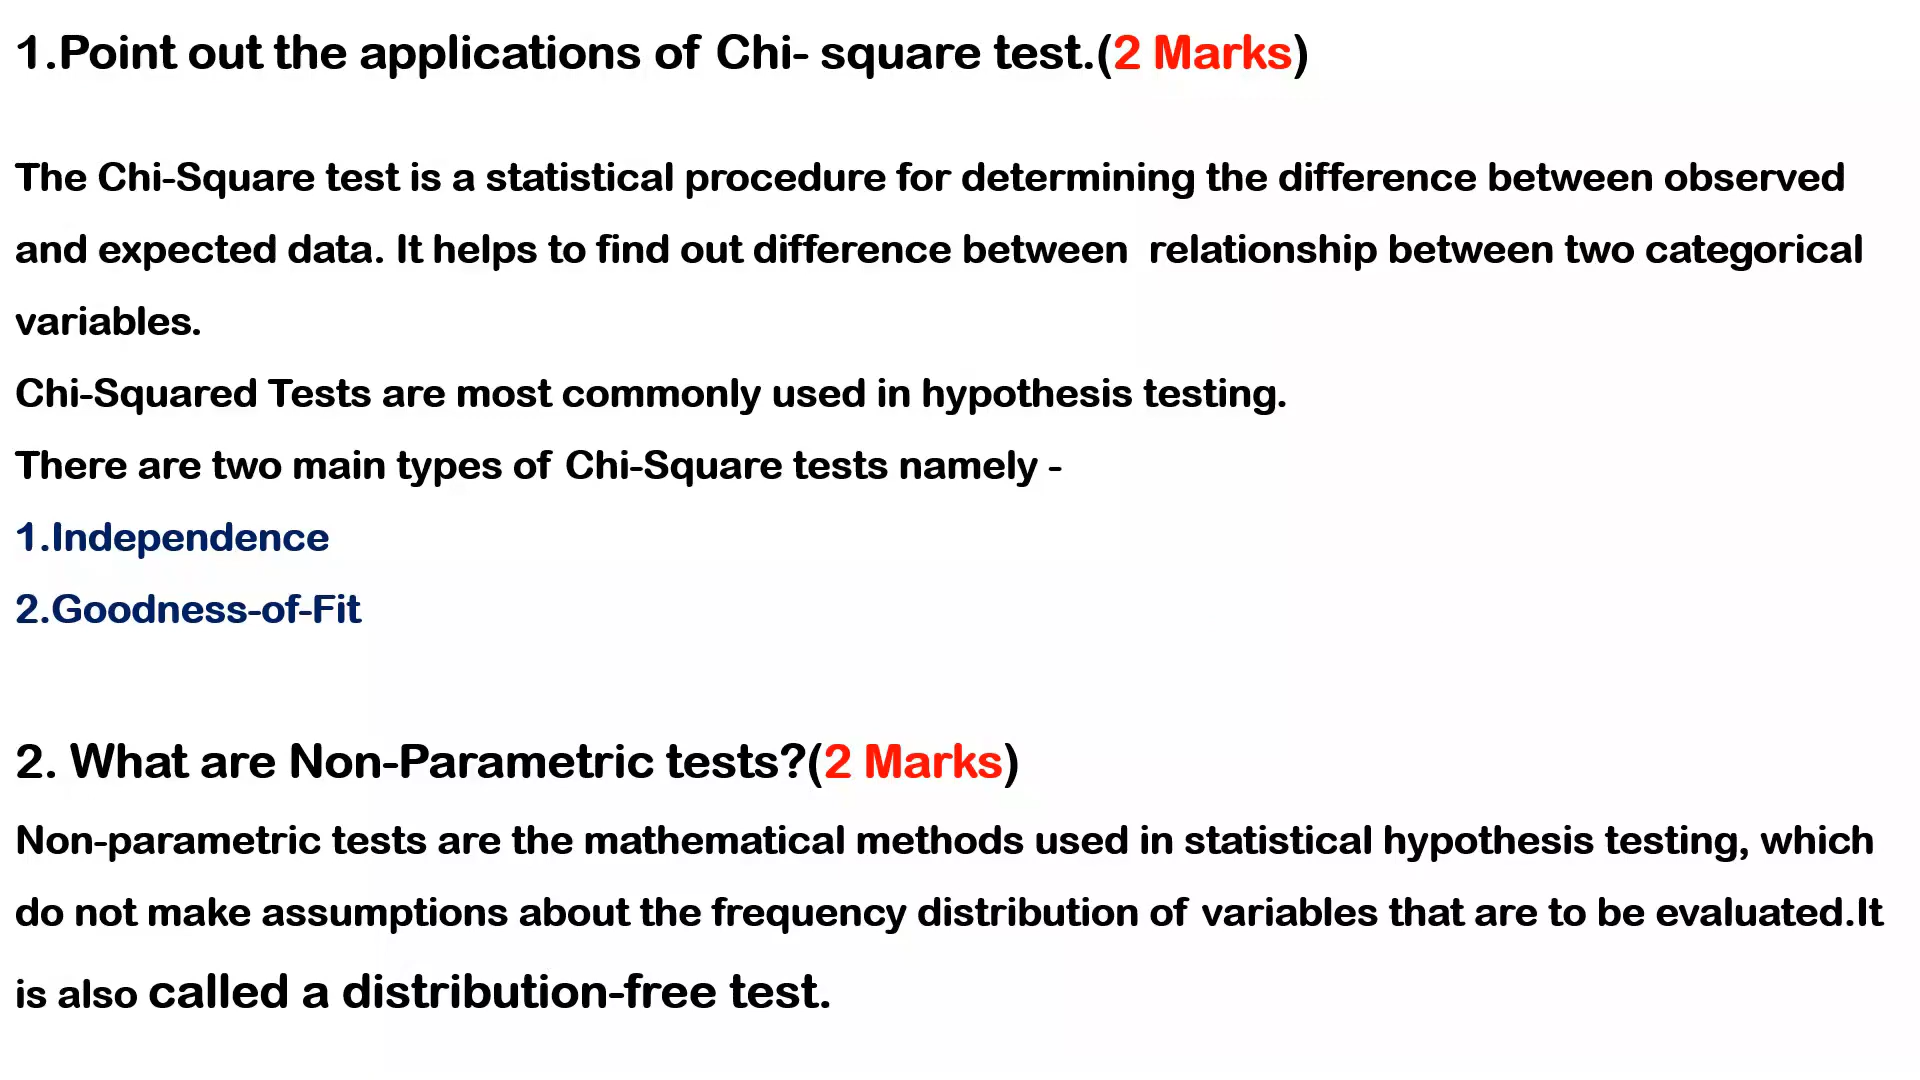 1.Point out the applications of Chi- square test.(2 Marks)
The Chi-Square test is a statistical procedure for determining the difference between observed
and expected data. It helps to find out difference between  relationship between two categorical
variables.
Chi-Squared Tests are most commonly used in hypothesis testing.
There are two main types of Chi-Square tests namely -
1.Independence
2.Goodness-of-Fit
2. What are Non-Parametric tests?(2 Marks)
Non-parametric tests are the mathematical methods used in statistical hypothesis testing, which
do not make assumptions about the frequency distribution of variables that are to be evaluated.It
is also called a distribution-free test.